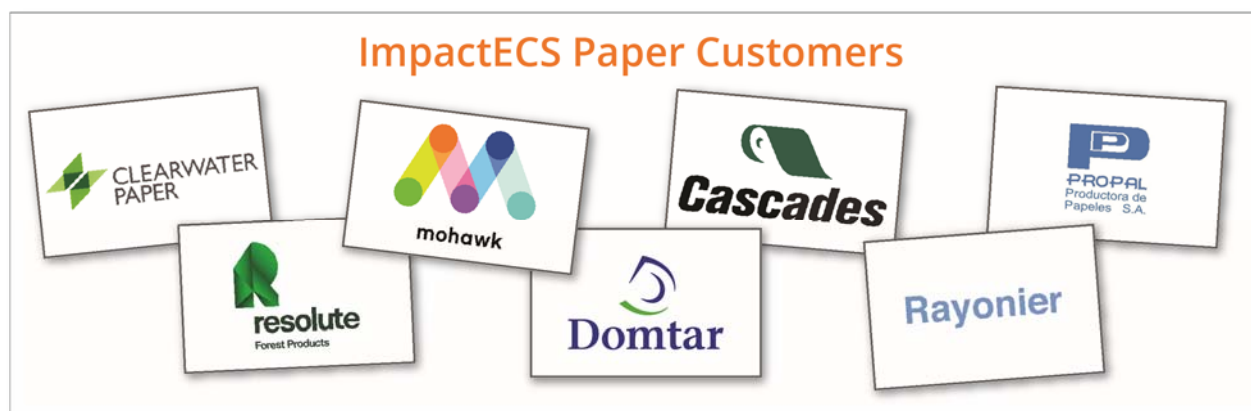 ImpactECS Paper Customers
CLEARWATER
PAPER
mohawk
Cascades
PROPAL
Productora de
Papeles S.A.
resolute
Forest Products
Domtar
Rayonier